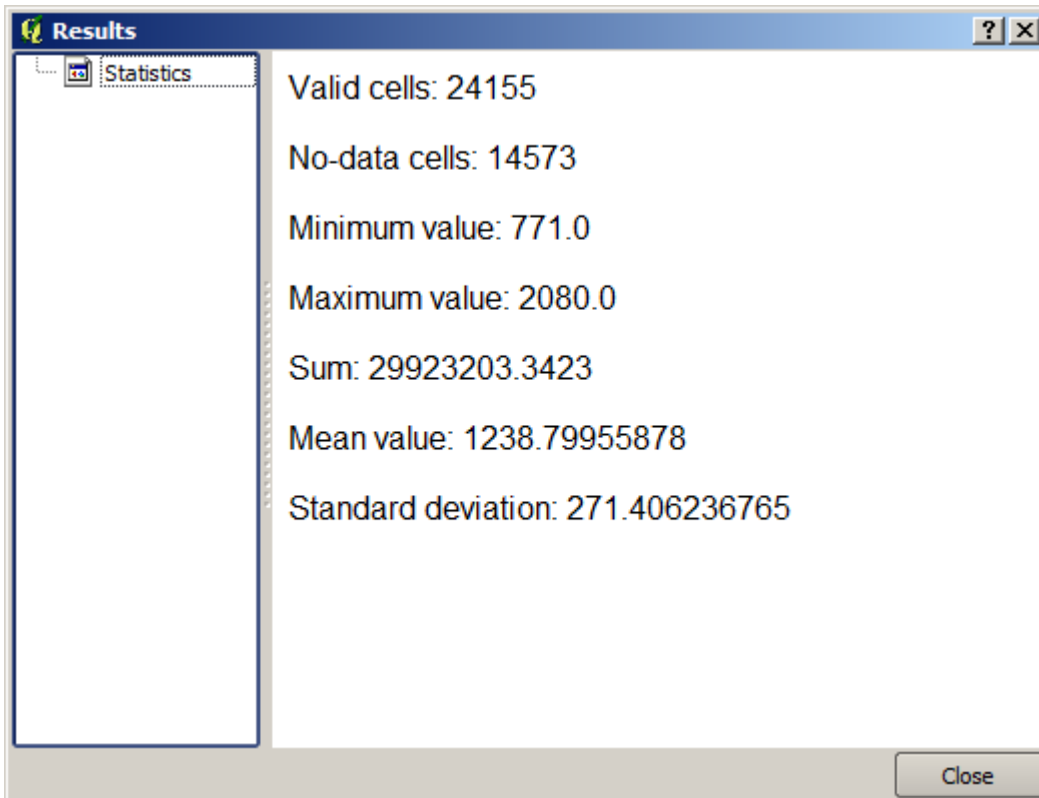 Results
Statistics
Valid cells: 24155
No-data cells: 14573
Minimum value: 771.0
Maximum value: 2080.0
Sum: 29923203.3423
Mean value: 1238.79955878
Standard deviation: 271.406236765
Close